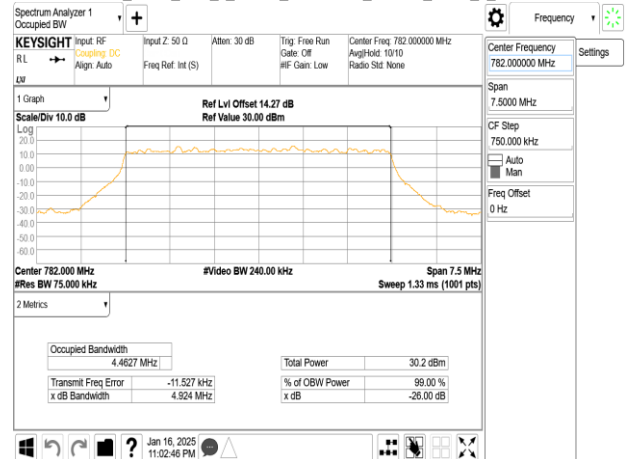 Spectrum Analyzer 1
Occupied BW
Frequency
KEYSIGHT
Input: RF
Input Z: 50 Ω
Atten: 30 dB
Trig: Free Run
Center Freq: 782.000000 MHz
RL
Coupling: DC
Gate: Off
Avg|Hold: 10/10
Align: Auto
Freq Ref: Int (S)
#IF Gain: Low
Radio Std: None
LXI
Center Frequency
782.000000 MHz
Settings
Span
7.5000 MHz
CF Step
750.000 kHz
Auto
Man
Freq Offset
0 Hz
1 Graph
Ref Lvl Offset 14.27 dB
Scale/Div 10.0 dB
Ref Value 30.00 dBm
Log
20.0
10.0
0.00
-10.0
-20.0
-30.0
-40.0
-50.0
-60.0
Center 782.000 MHz
#Video BW 240.00 kHz
Span 7.5 MHz
#Res BW 75.000 kHz
Sweep 1.33 ms (1001 pts)
2 Metrics
Occupied Bandwidth
4.4627 MHz
Total Power 30.2 dBm
Transmit Freq Error -11.527 kHz
% of OBW Power 99.00 %
x dB Bandwidth 4.924 MHz
x dB -26.00 dB
?
Jan 16, 2025
11:02:46 PM